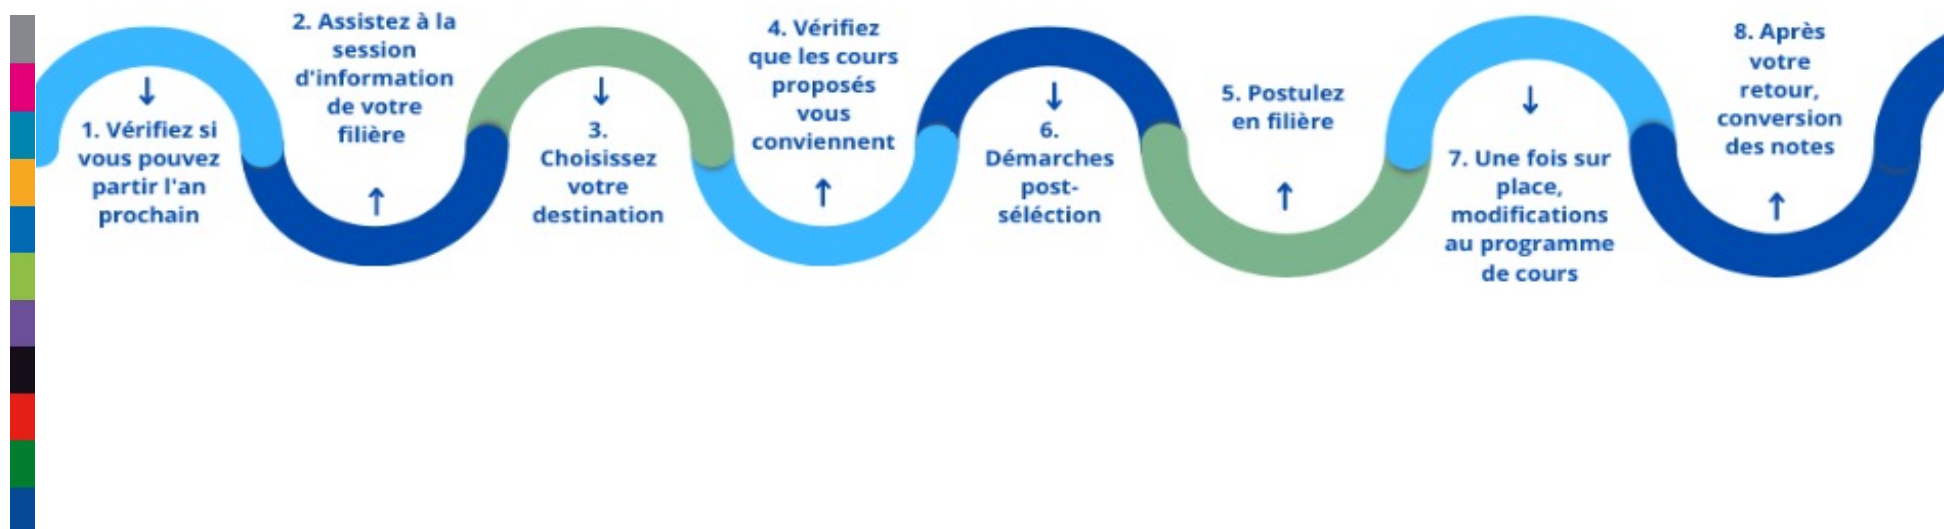 1. Vérifiez si
vous pouvez
partir l'an
prochain
2. Assistez à la
session
d'information
de votre
filière
3.
Choisissez
votre
destination
4. Vérifiez
que les cours
proposés
vous
conviennent
6.
Démarches
post-
séléction
5. Postulez
en filière
7. Une fois sur
place,
modifications
au programme
de cours
8. Après
votre
retour,
conversion
des notes